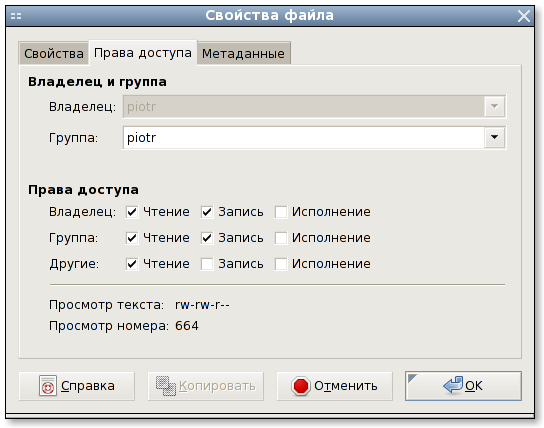 Свойства файла
Свойства Права доступа Метаданные
Владелец и группа
Владелец: piotr
Группа: piotr
Права доступа
Владелец: Чтение Запись Исполнение
Группа: Чтение Запись Исполнение
Другие: Чтение Запись Исполнение
Просмотр текста: rw-rw-r--
Просмотр номера: 664
Справка Копировать Отменить OK